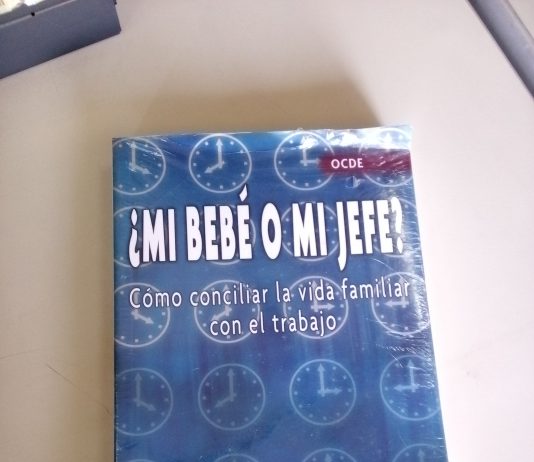 OCDE
¿MI BEBÉ O MI JEFE?
Cómo conciliar la vida familiar
con el trabajo